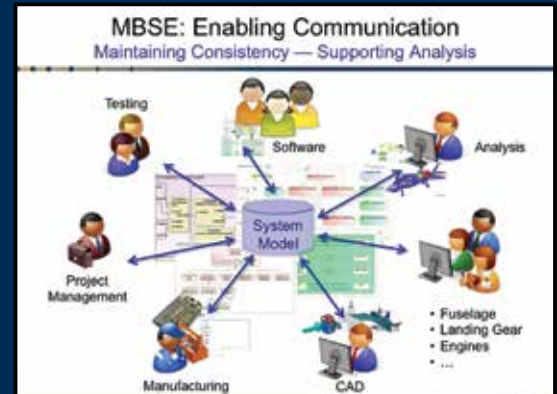 MBSE: Enabling Communication
Maintaining Consistency — Supporting Analysis
Testing
Software
Analysis
System
Model
Project
Management
• Fuselage
• Landing Gear
• Engines
• ...
Manufacturing
CAD